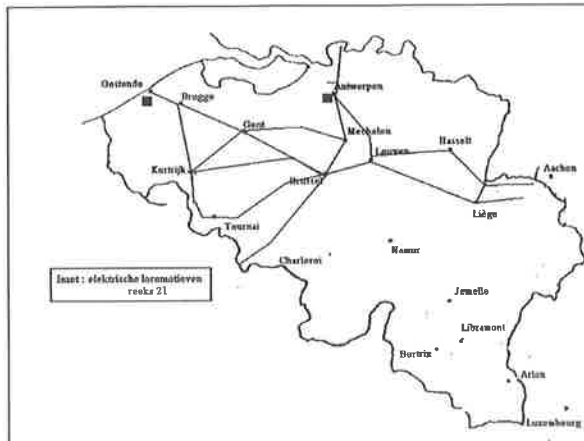 Oostende
Brugge
Antwerpen
Gent
Mechelen
Hasselt
Leuven
Aachen
Kortrijk
Brussel
Liège
Tournai
Namur
Charleroi
Inzet : elektrische locomotieven
reeks 21
Jemelle
Libramont
Bertrix
Arlon
Luxembourg